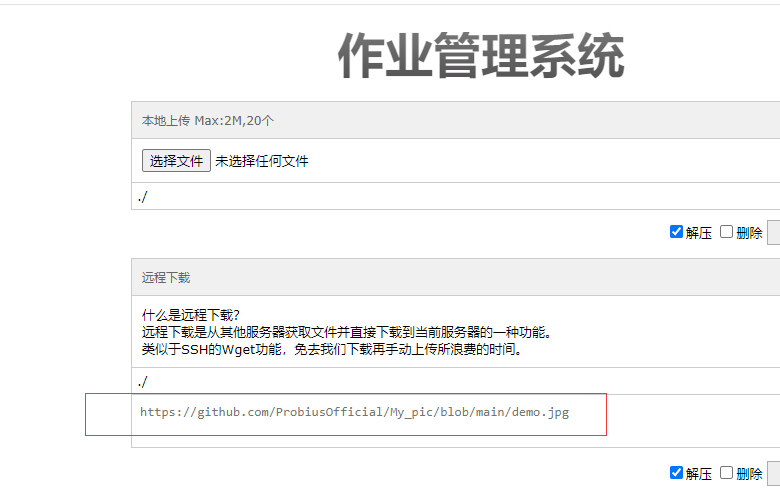 作业管理系统
本地上传 Max:2M,20个
选择文件 未选择任何文件
./
解压 删除
远程下载
什么是远程下载?
远程下载是从其他服务器获取文件并直接下载到当前服务器的一种功能。
类似于SSH的Wget功能，免去我们下载再手动上传所浪费的时间。
./
https://github.com/ProbiusOfficial/My_pic/blob/main/demo.jpg
解压 删除